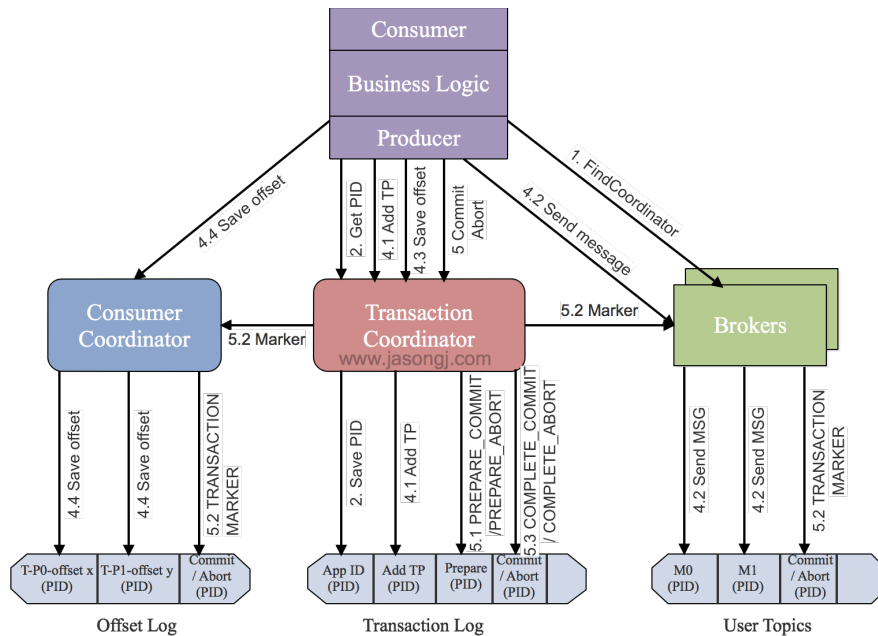 Consumer
Business Logic
Producer
1. FindCoordinator
4.4 Save offset
2. Get PID
4.1 Add TP
4.3 Save offset
5 Commit
Abort
4.2 Send message
Consumer
Coordinator
Transaction
Coordinator
www.jasongj.com
Brokers
5.2 Marker
5.2 Marker
4.4 Save offset
4.4 Save offset
5.2 TRANSACTION
MARKER
2. Save PID
4.1 Add TP
5.1 PREPARE_COMMIT
/PREPARE_ABORT
5.3 COMPLETE_COMMIT
/ COMPLETE_ABORT
4.2 Send MSG
4.2 Send MSG
5.2 TRANSACTION
MARKER
T-P0-offset x
(PID)
T-P1-offset y
(PID)
Commit
/ Abort
(PID)
App ID
(PID)
Add TP
(PID)
Prepare
(PID)
Commit
/ Abort
(PID)
M0
(PID)
M1
(PID)
Commit
/ Abort
(PID)
Offset Log
Transaction Log
User Topics